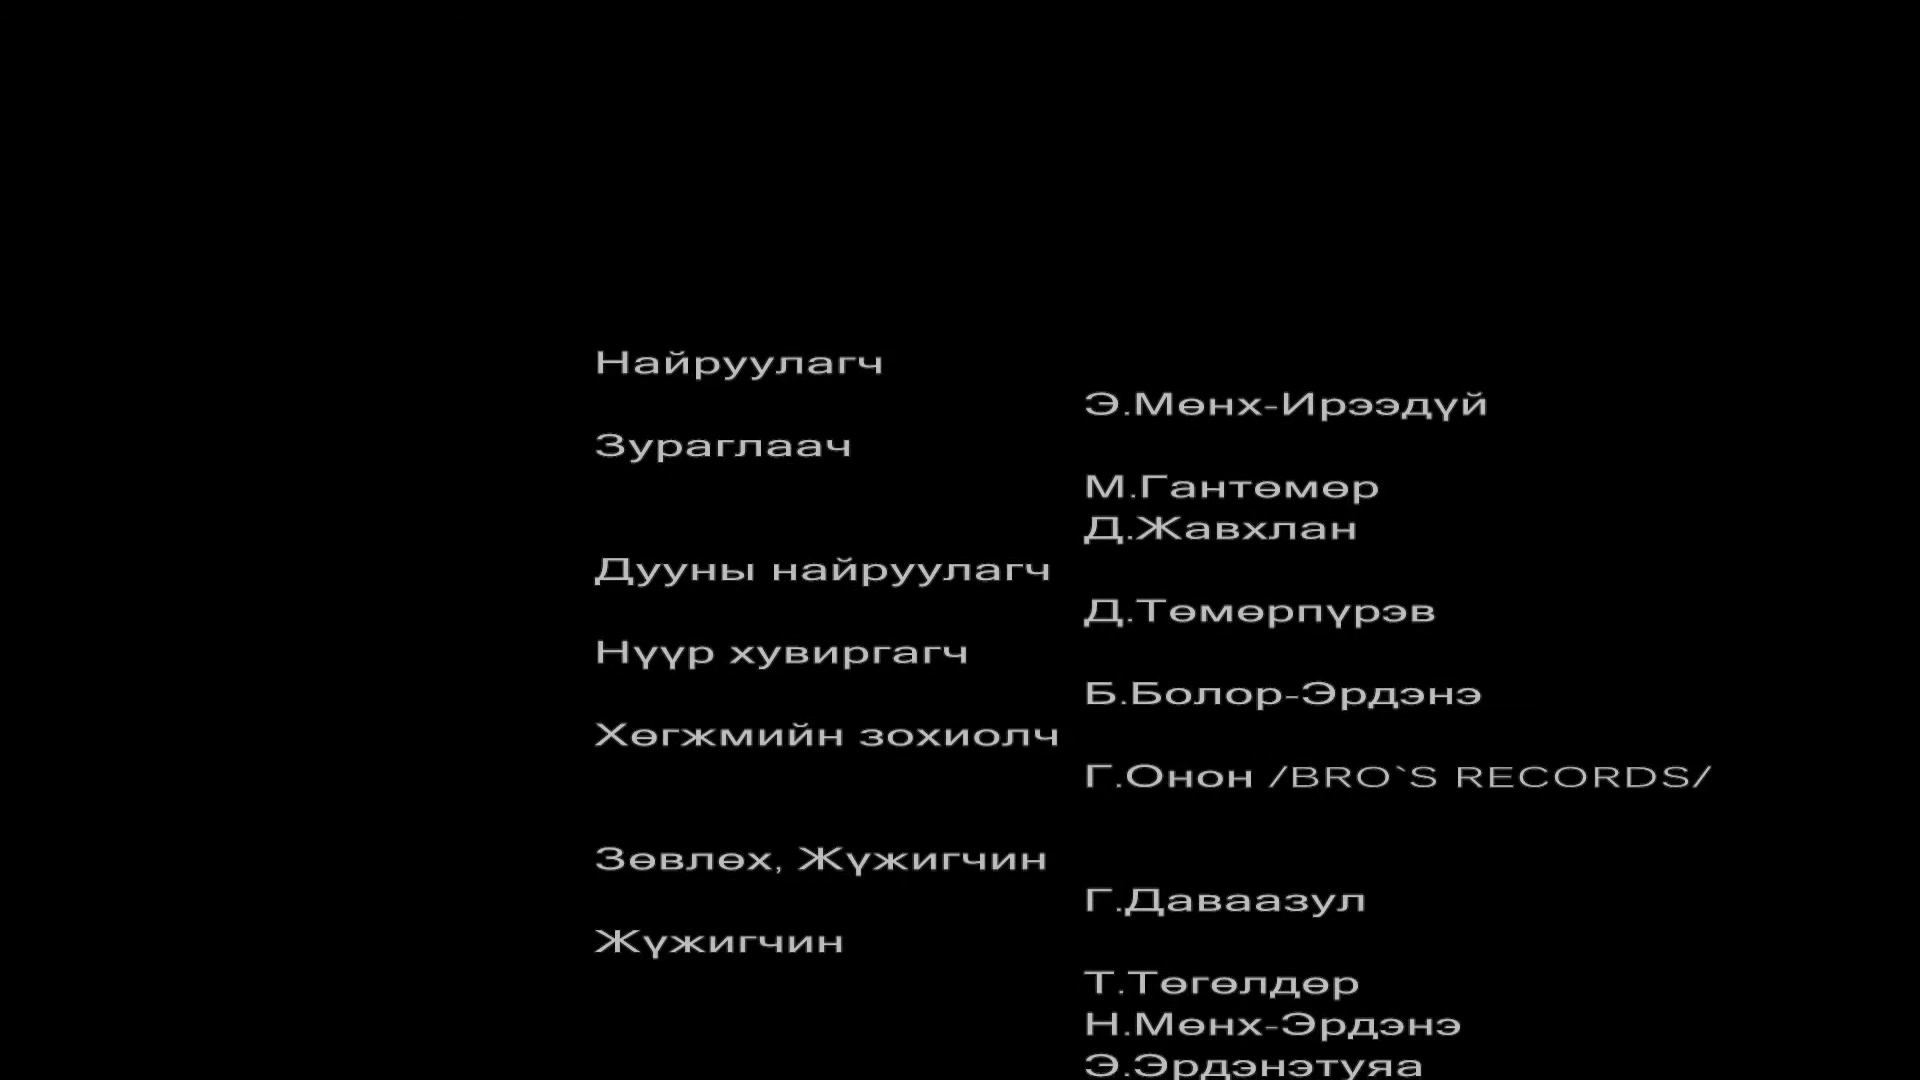 Найруулагч
Э.Мөнх-Ирээдүй
Зураглаач
М.Гантөмөр
Д.Жавхлан
Дууны найруулагч
Д.Төмөрпүрэв
Нүүр хувиргагч
Б.Болор-Эрдэнэ
Хөгжмийн зохиолч
Г.Онон /BRO`S RECORDS/
Зөвлөх, Жүжигчин
Г.Даваазул
Жүжигчин
Т.Төгөлдөр
Н.Мөнх-Эрдэнэ
Э.Эрдэнэтуяа